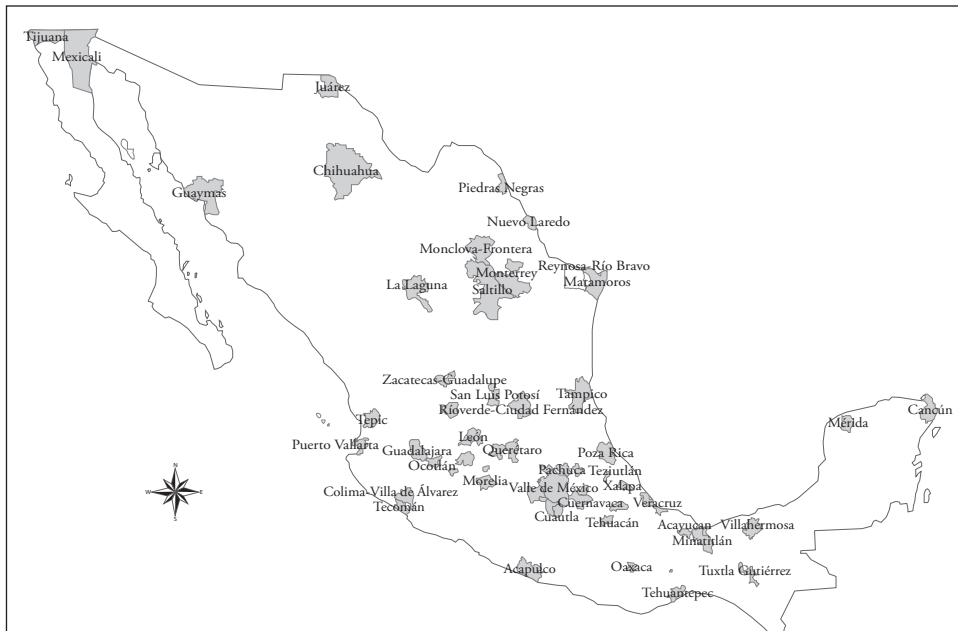 Tijuana
Mexicali
Juárez
Chihuahua
Guaymas
Piedras Negras
Nuevo Laredo
Monclova-Frontera
Reynosa-Río Bravo
Monterrey
Matamoros
La Laguna
Saltillo
Zacatecas-Guadalupe
San Luis Potosí
Tampico
Ríoverde-Ciudad Fernández
Cancún
Tepic
Mérida
León
Puerto Vallarta
Guadalajara
Querétaro
Poza Rica
Ocotlán
Pachuca
Teziutlán
Morelia
Valle de México
Xalapa
Colima-Villa de Álvarez
Tecomán
Cuernavaca
Veracruz
Cuautla
Tehuacán
Acayucan
Villahermosa
Minatitlán
Acapulco
Oaxaca
Tuxtla Gutiérrez
Tehuantepec
N
W
E
S